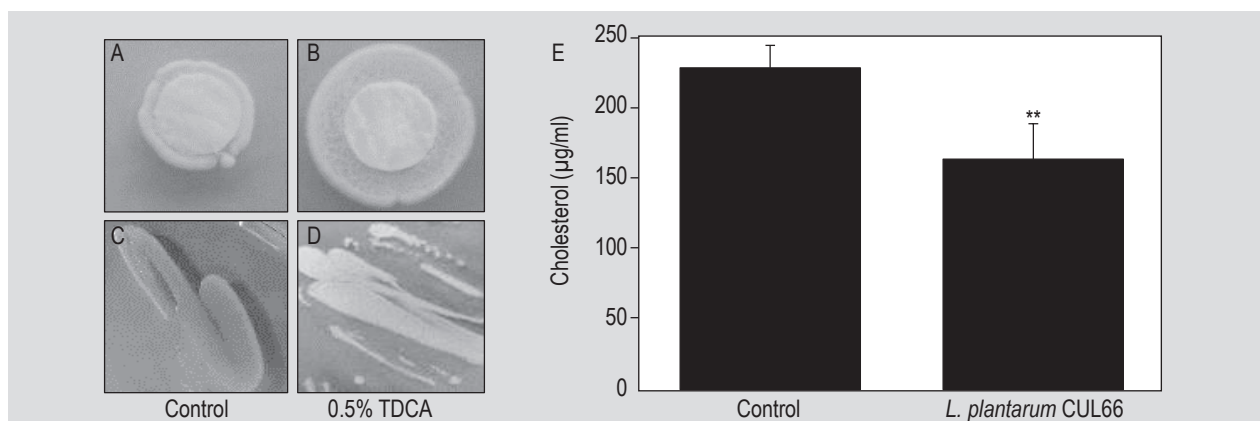 A
B
C
D
Control
0.5% TDCA
E
Cholesterol (µg/ml)
250
200
150
100
50
0
**
Control
L. plantarum CUL66